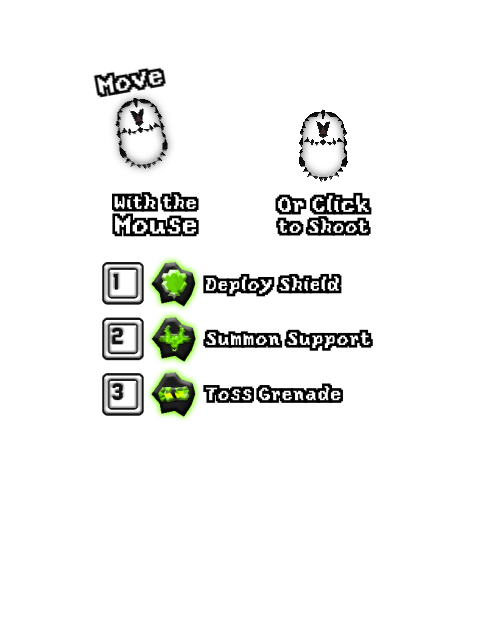 Move
With the
Mouse
Or Click
to Shoot
1 Deploy Shield
2 Summon Support
3 Toss Grenade